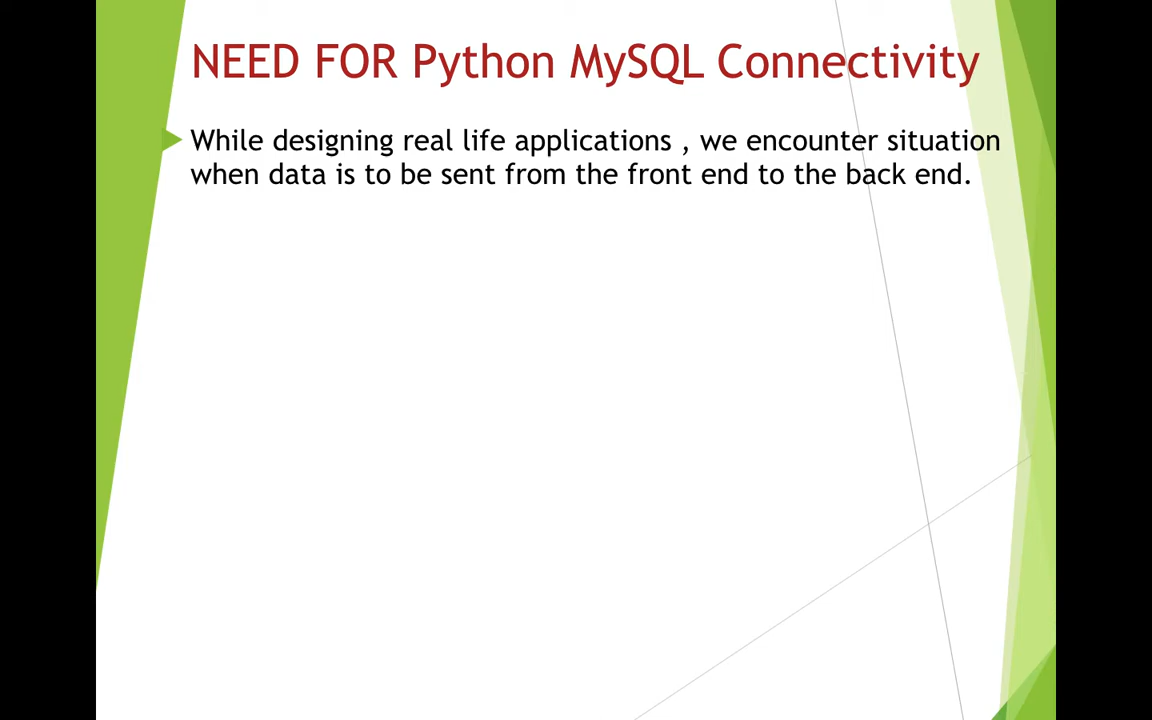 NEED FOR Python MySQL Connectivity
While designing real life applications , we encounter situation
when data is to be sent from the front end to the back end.